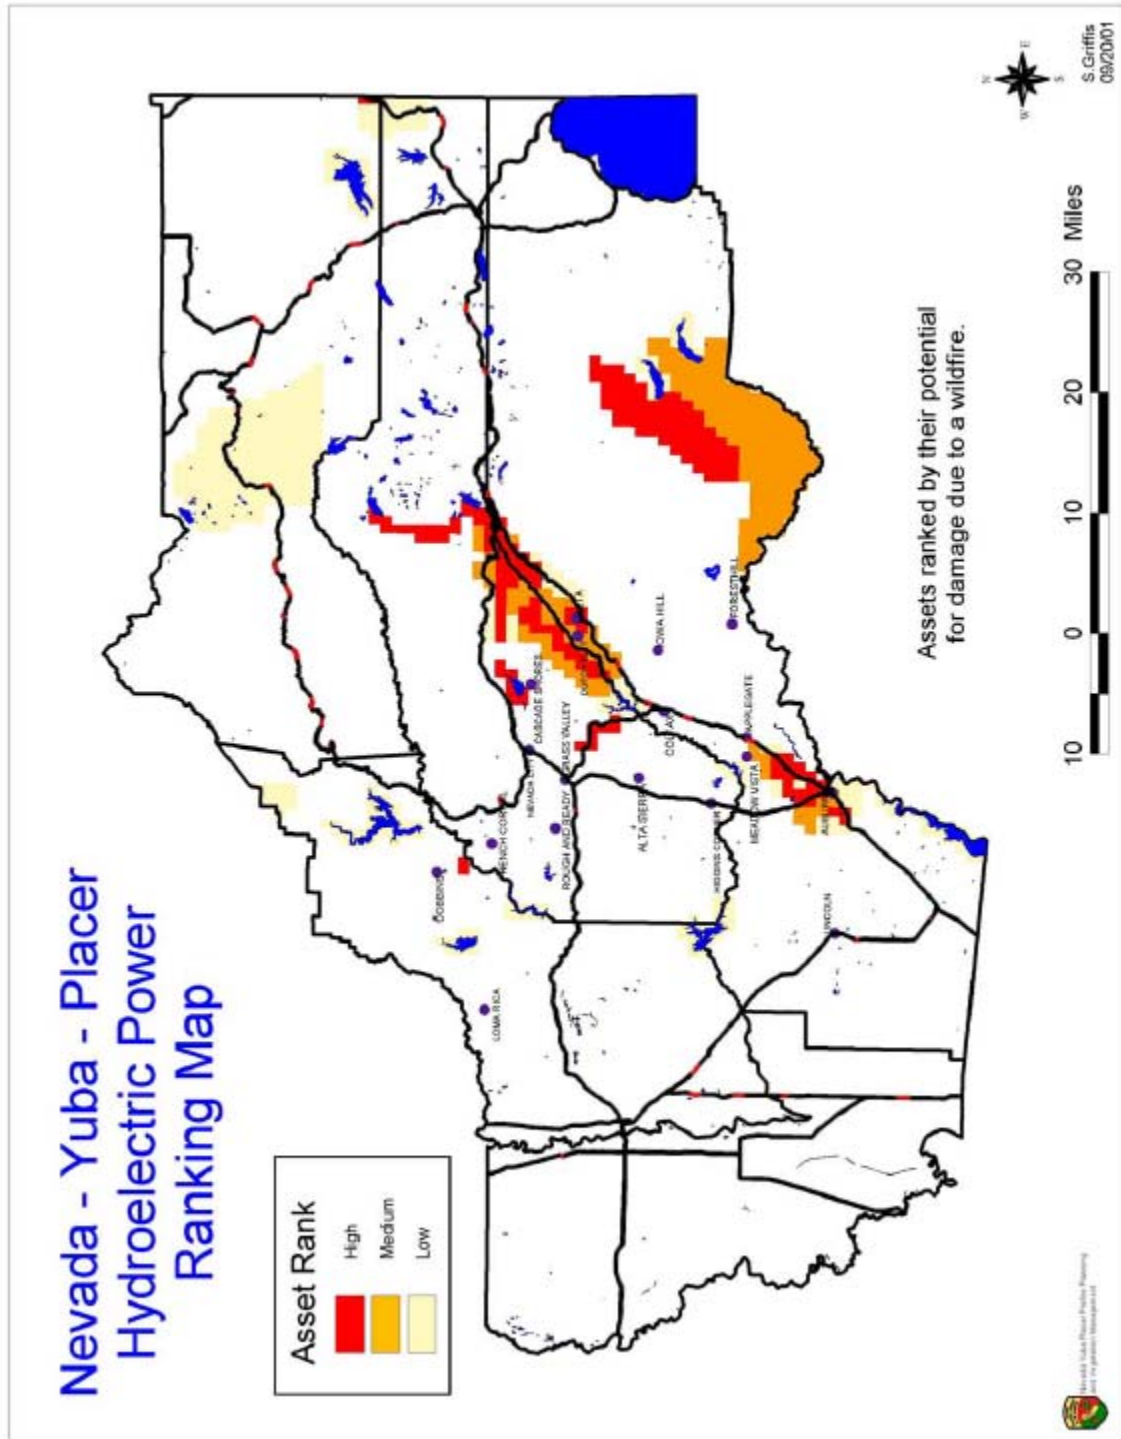 Nevada - Yuba - Placer
Hydroelectric Power
Ranking Map
Asset Rank
High
Medium
Low
LOMA RICA
DOBBINS
ROUGH AND READY
NEVADA CITY
GRASS VALLEY
CASCADE SHORES
ALTA SIERRA
HIGGINS CORNER
COLFAX
IOWA HILL
FORESTHILL
APPLEGATE
MEADOW VISTA
AUBURN
LINCOLN
Assets ranked by their potential
for damage due to a wildfire.
10 0 10 20 30 Miles
N
W E
S
S.Griffis
09/20/01